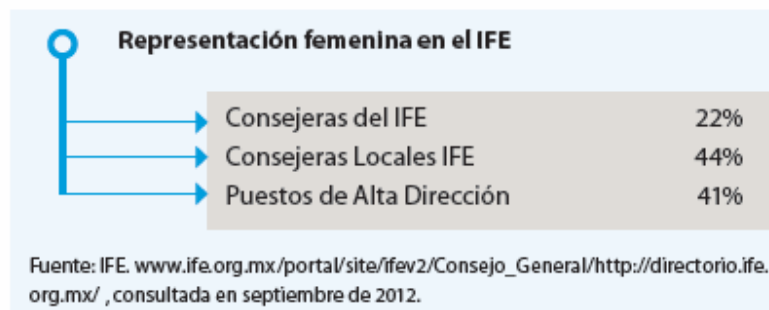 Representación femenina en el IFE
Consejeras del IFE 22%
Consejeras Locales IFE 44%
Puestos de Alta Dirección 41%
Fuente: IFE. www.ife.org.mx/portal/site/ifev2/Consejo_General/http://directorio.ife.
org.mx/ , consultada en septiembre de 2012.